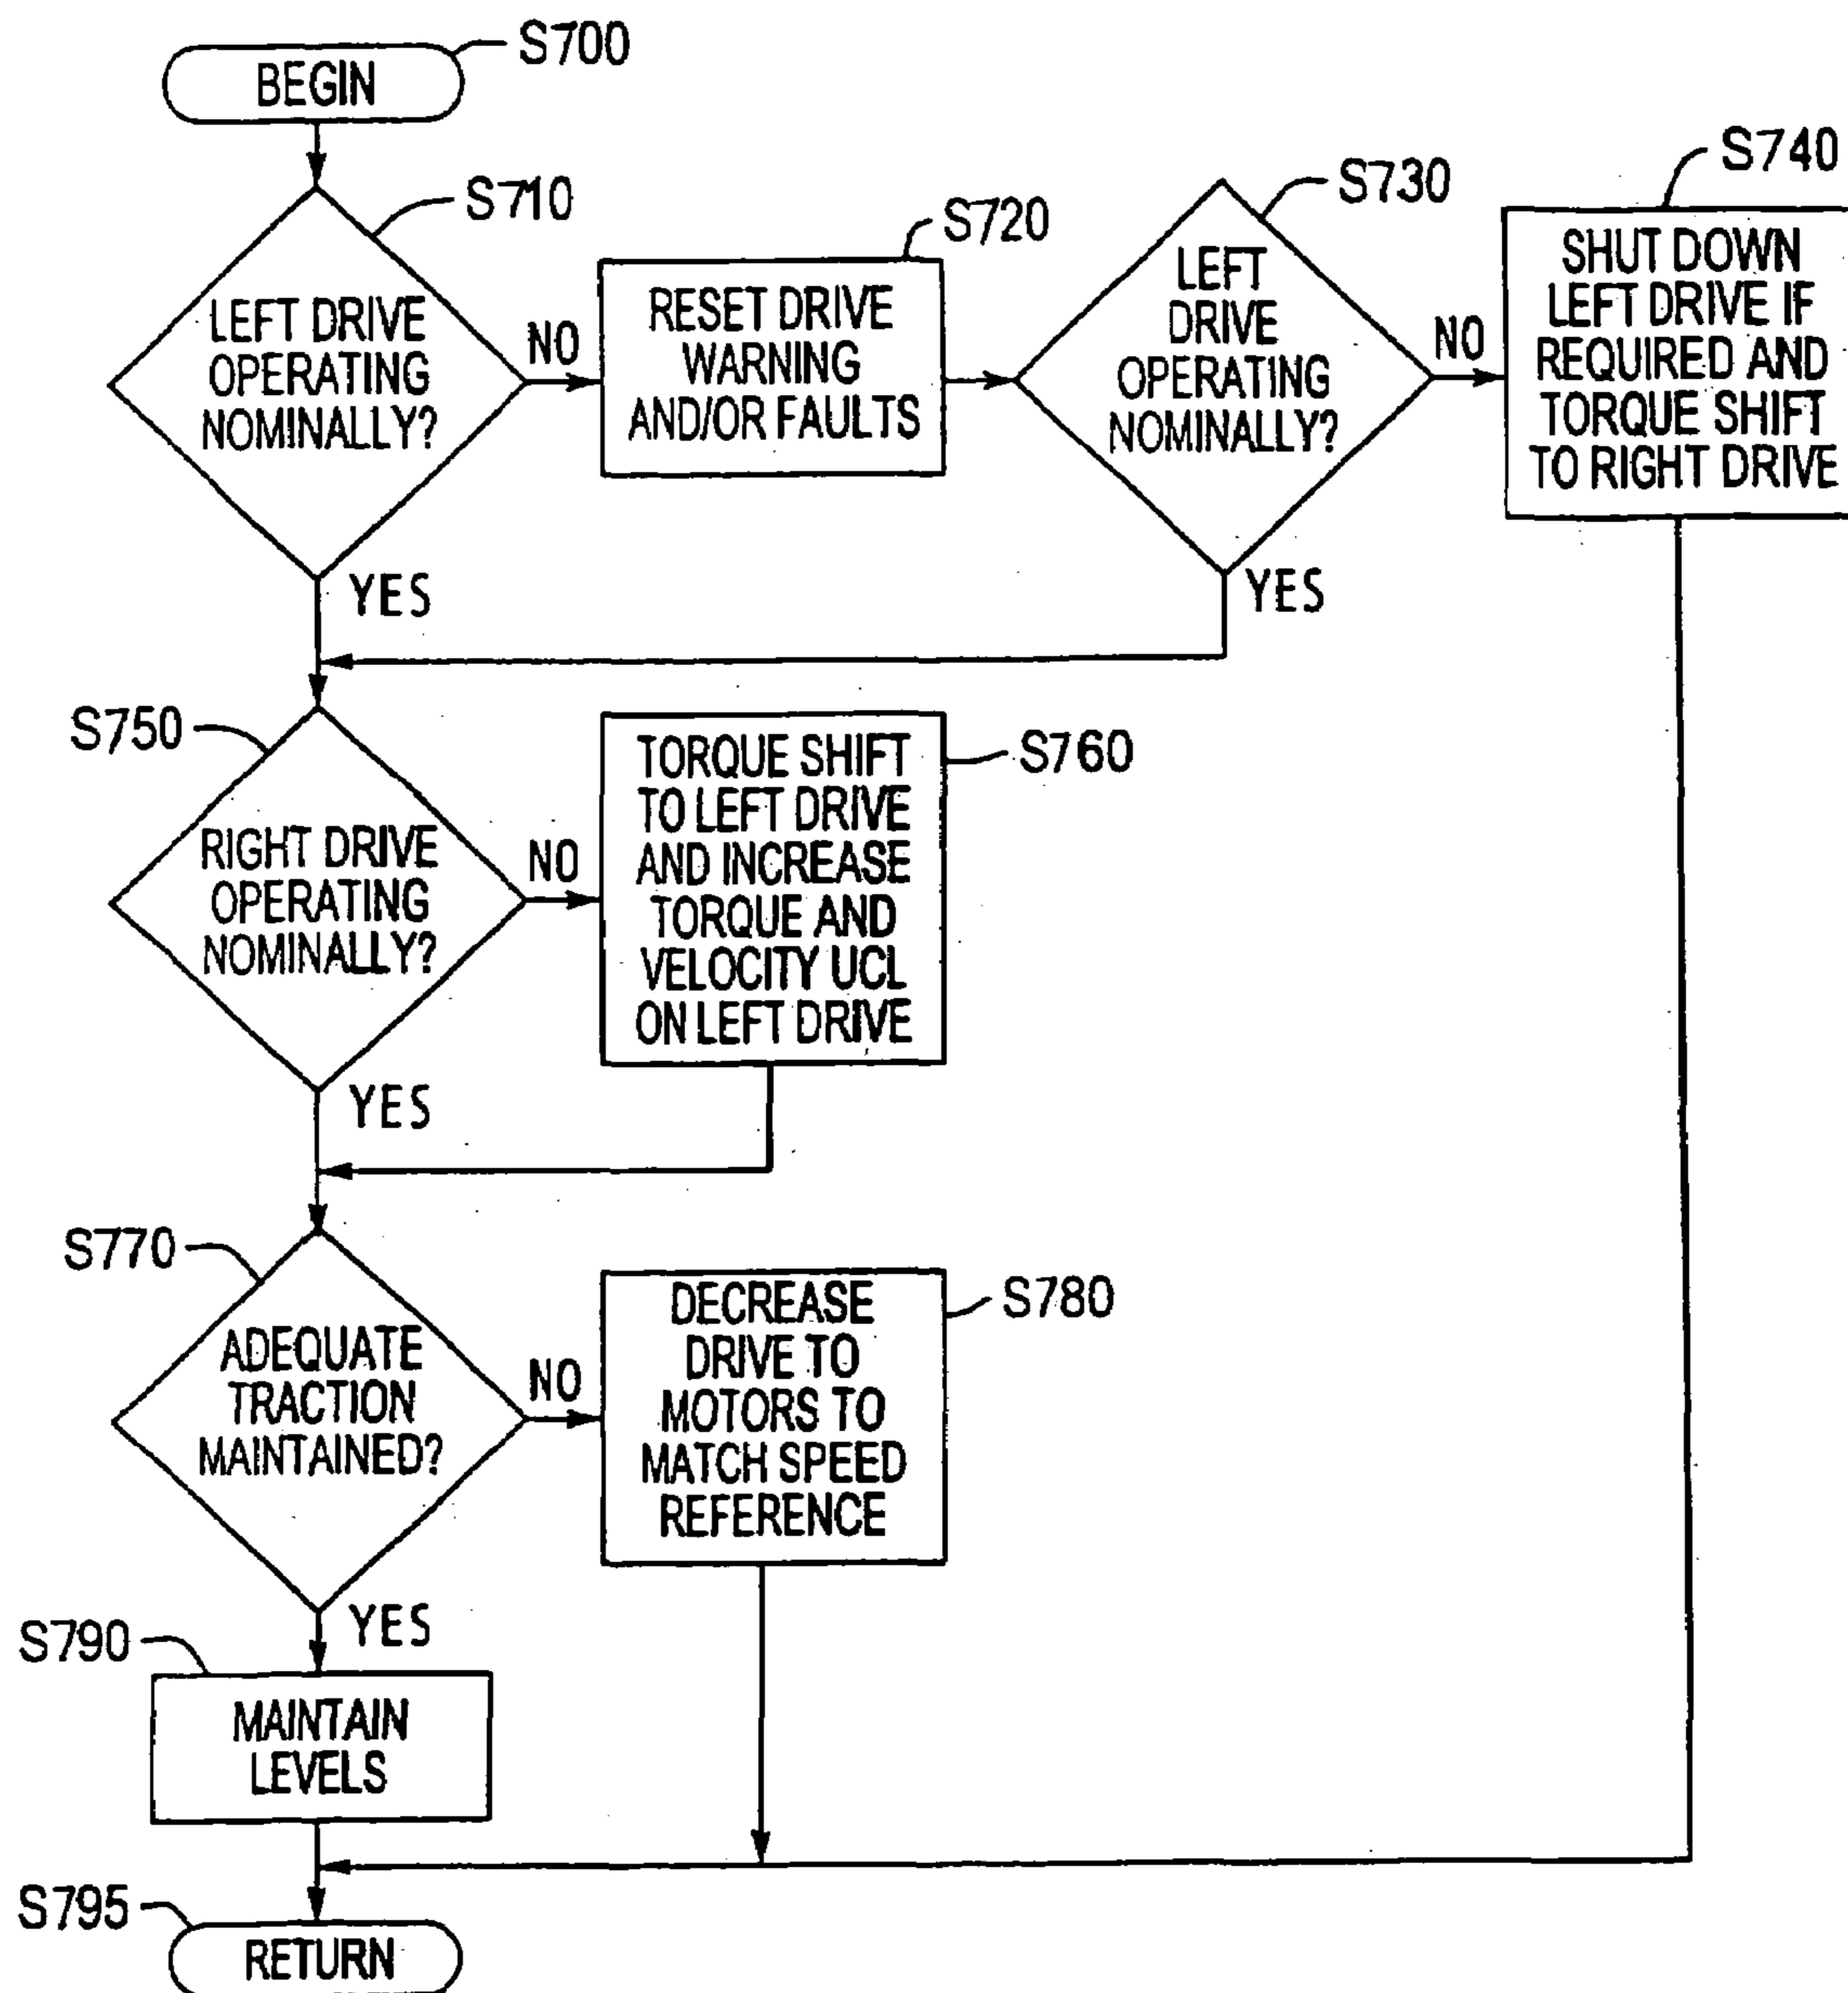 S700
BEGIN
S710
LEFT DRIVE
OPERATING
NOMINALLY?
NO
YES
S720
RESET DRIVE
WARNING
AND/OR FAULTS
S730
LEFT
DRIVE
OPERATING
NOMINALLY?
NO
YES
S740
SHUT DOWN
LEFT DRIVE IF
REQUIRED AND
TORQUE SHIFT
TO RIGHT DRIVE
S750
RIGHT DRIVE
OPERATING
NOMINALLY?
NO
YES
S760
TORQUE SHIFT
TO LEFT DRIVE
AND INCREASE
TORQUE AND
VELOCITY UCL
ON LEFT DRIVE
S770
ADEQUATE
TRACTION
MAINTAINED?
NO
YES
S780
DECREASE
DRIVE TO
MOTORS TO
MATCH SPEED
REFERENCE
S790
MAINTAIN
LEVELS
S795
RETURN